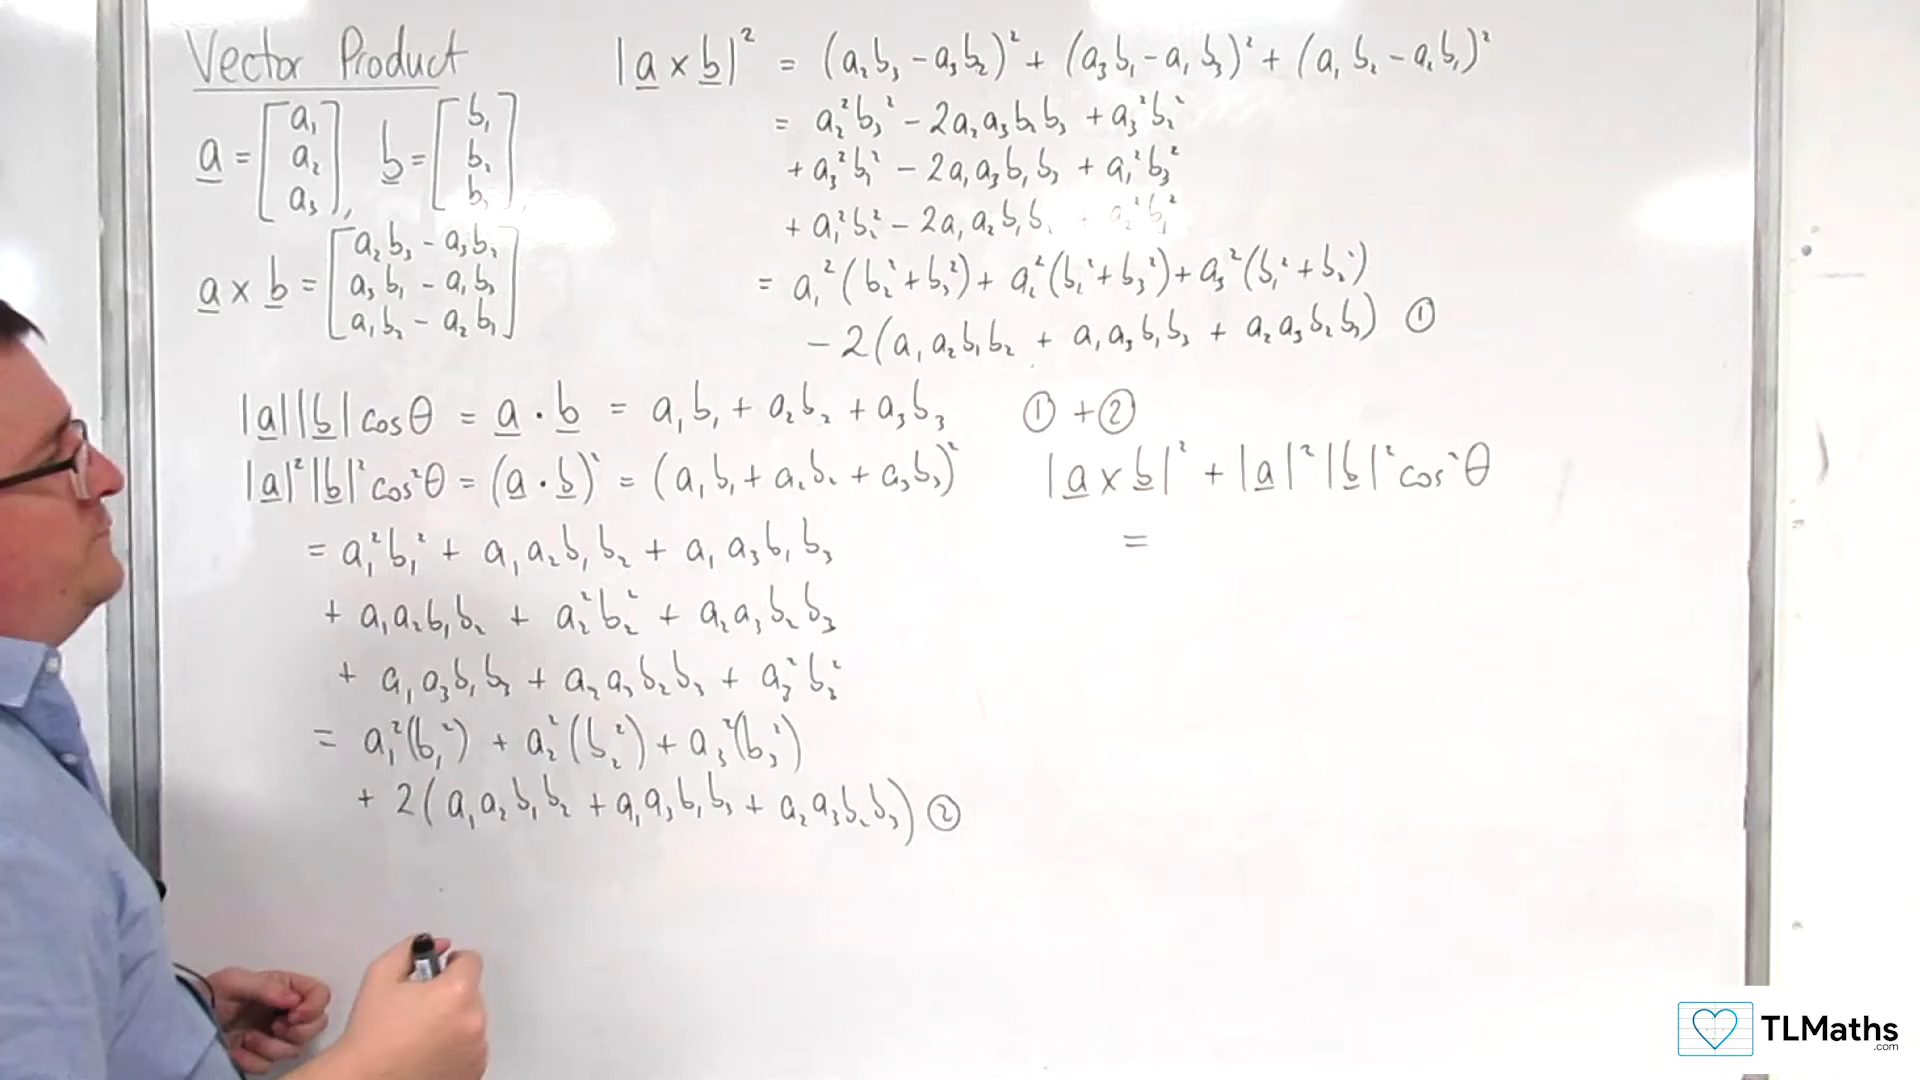 Vector Product
a = [a₁ a₂ a₃], b = [b₁ b₂ b₃]
a × b = [a₂b₃ - a₃b₂
a₃b₁ - a₁b₃
a₁b₂ - a₂b₁]
|a × b|² = (a₂b₃ - a₃b₂)² + (a₃b₁ - a₁b₃)² + (a₁b₂ - a₂b₁)²
= a₂²b₃² - 2a₂a₃b₂b₃ + a₃²b₂²
+ a₃²b₁² - 2a₁a₃b₁b₃ + a₁²b₃²
+ a₁²b₂² - 2a₁a₂b₁b₂ + a₂²b₁²
= a₁²(b₂² + b₃²) + a₂²(b₁² + b₃²) + a₃²(b₁² + b₂²)
- 2(a₁a₂b₁b₂ + a₁a₃b₁b₃ + a₂a₃b₂b₃) ①
|a||b| cosθ = a · b = a₁b₁ + a₂b₂ + a₃b₃
|a|²|b|² cos²θ = (a · b)² = (a₁b₁ + a₂b₂ + a₃b₃)²
= a₁²b₁² + a₁a₂b₁b₂ + a₁a₃b₁b₃
+ a₁a₂b₁b₂ + a₂²b₂² + a₂a₃b₂b₃
+ a₁a₃b₁b₃ + a₂a₃b₂b₃ + a₃²b₃²
= a₁²(b₁²) + a₂²(b₂²) + a₃²(b₃²)
+ 2(a₁a₂b₁b₂ + a₁a₃b₁b₃ + a₂a₃b₂b₃) ②
① + ②
|a × b|² + |a|²|b|² cos²θ
=
TLMaths
.com